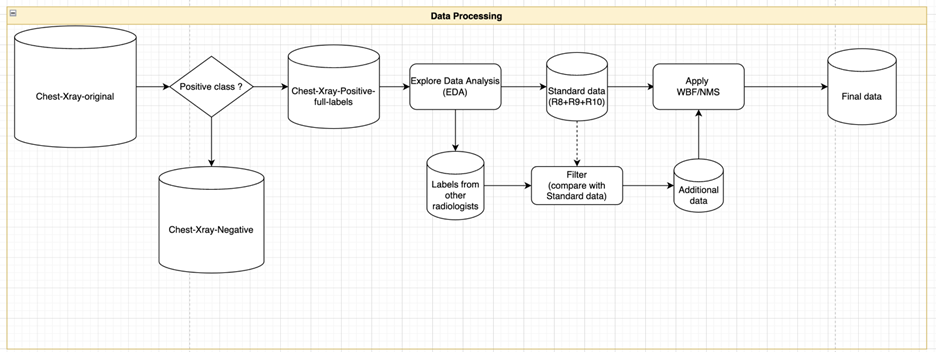 Data Processing
Chest-Xray-original
Positive class ?
Chest-Xray-Positive-
full-labels
Explore Data Analysis
(EDA)
Standard data
(R8+R9+R10)
Apply
WBF/NMS
Final data
Chest-Xray-Negative
Labels from
other
radiologists
Filter
(compare with
Standard data)
Additional
data